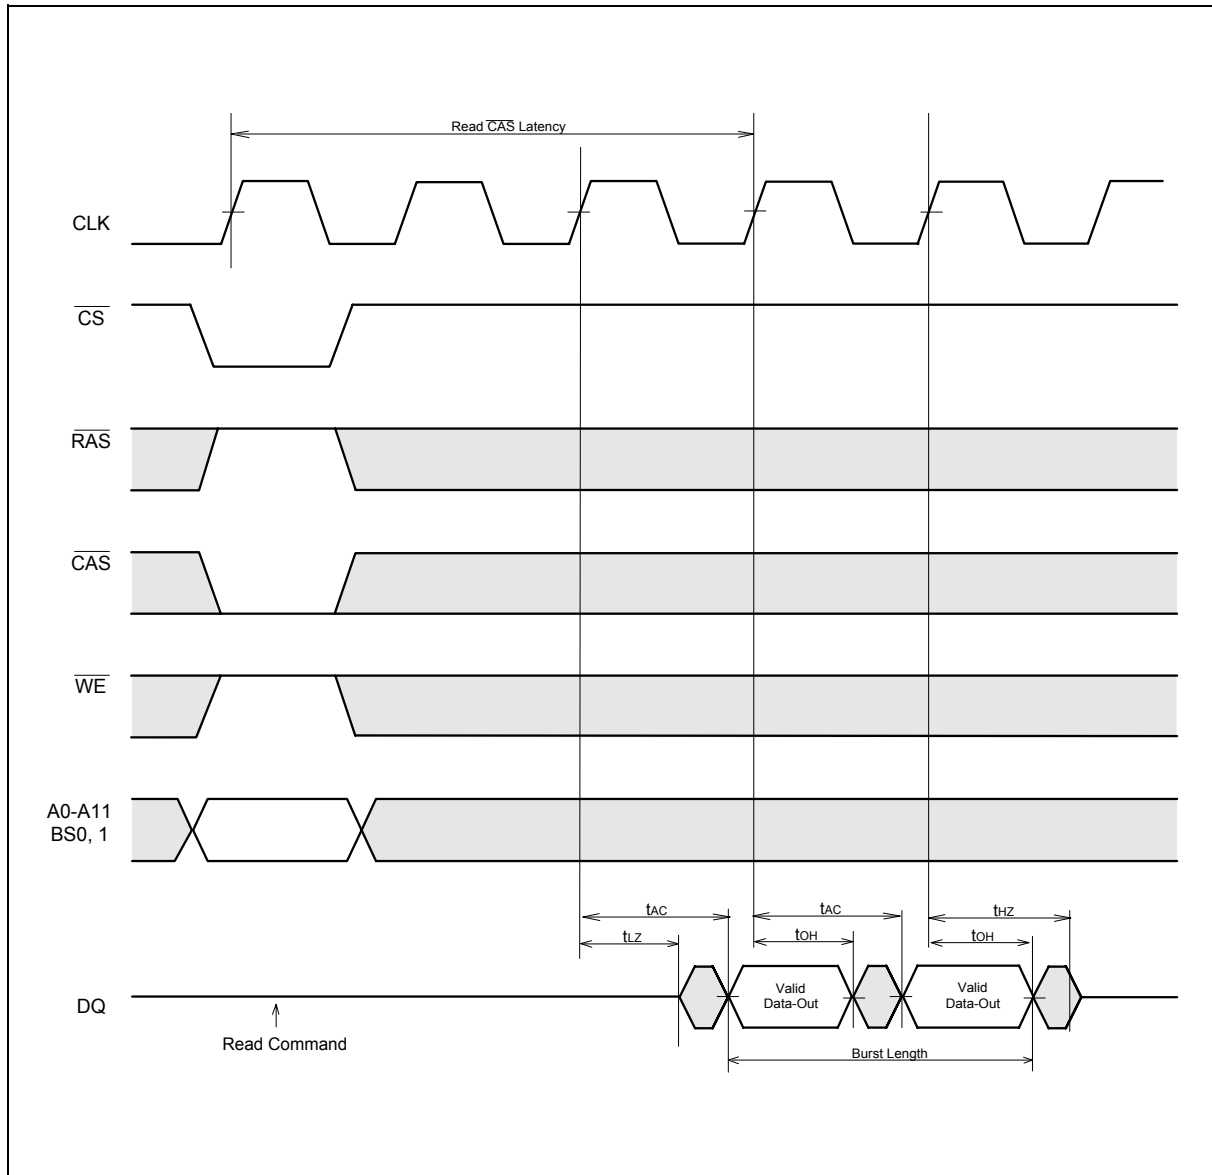 Read CAS Latency
CLK
CS
RAS
CAS
WE
A0-A11
BS0, 1
tAC
tAC
tHZ
tLZ
tOH
tOH
DQ
Valid
Data-Out
Valid
Data-Out
Read Command
Burst Length